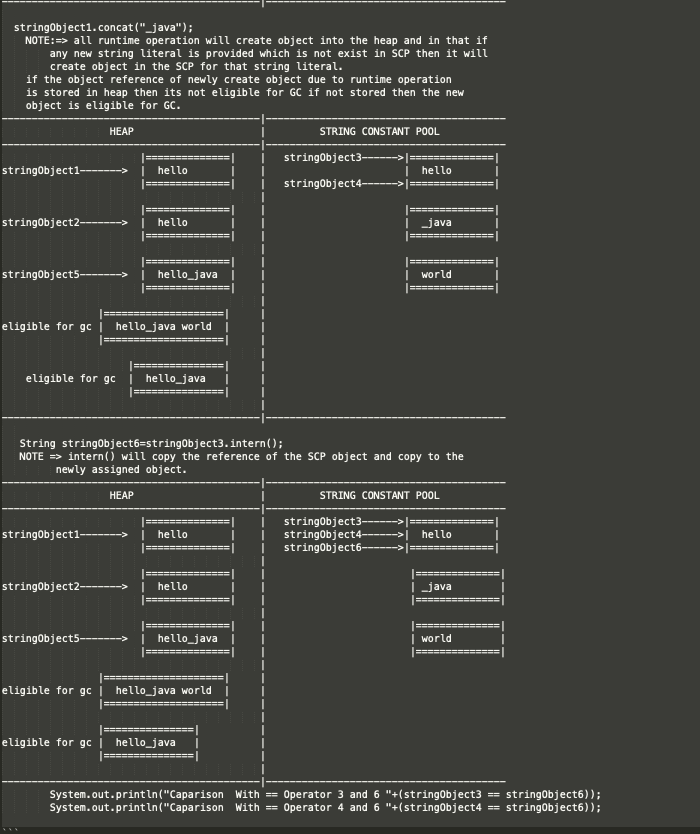 -------------------------------------------|----------------------------------------
  stringObject1.concat("_java");
    NOTE:=> all runtime operation will create object into the heap and in that if
        any new string literal is provided which is not exist in SCP then it will
        create object in the SCP for that string literal.
    if the object reference of newly create object due to runtime operation
    is stored in heap then its not eligible for GC if not stored then the new
    object is eligible for GC.
-------------------------------------------|----------------------------------------
                  HEAP                     |         STRING CONSTANT POOL
-------------------------------------------|----------------------------------------
                       |==============|    |   stringObject3------>|==============|
stringObject1------->  |  hello       |    |                       |  hello       |
                       |==============|    |   stringObject4------>|==============|
                                           |
                       |==============|    |                       |==============|
stringObject2------->  |  hello       |    |                       |  _java       |
                       |==============|    |                       |==============|
                                           |
                       |==============|    |                       |==============|
stringObject5------->  |  hello_java  |    |                       |  world       |
                       |==============|    |                       |==============|
                                           |
                |====================|     |
eligible for gc |  hello_java world  |     |
                |====================|     |
                                           |
                     |===============|     |
    eligible for gc  |  hello_java   |     |
                     |===============|     |
                                           |
-------------------------------------------|----------------------------------------
   String stringObject6=stringObject3.intern();
   NOTE => intern() will copy the reference of the SCP object and copy to the
         newly assigned object.
-------------------------------------------|----------------------------------------
                  HEAP                     |         STRING CONSTANT POOL
-------------------------------------------|----------------------------------------
                       |==============|    |   stringObject3------>|==============|
stringObject1------->  |  hello       |    |   stringObject4------>|  hello       |
                       |==============|    |   stringObject6------>|==============|
                                           |
                       |==============|    |                        |==============|
stringObject2------->  |  hello       |    |                        | _java        |
                       |==============|    |                        |==============|
                                           |
                       |==============|    |                        |==============|
stringObject5------->  |  hello_java  |    |                        | world        |
                       |==============|    |                        |==============|
                                           |
                |====================|     |
eligible for gc |  hello_java world  |     |
                |====================|     |
                                           |
                |===============|          |
eligible for gc |  hello_java   |          |
                |===============|          |
                                           |
-------------------------------------------|----------------------------------------
        System.out.println("Caparison  With == Operator 3 and 6 "+(stringObject3 == stringObject6));
        System.out.println("Caparison  With == Operator 4 and 6 "+(stringObject4 == stringObject6));
```